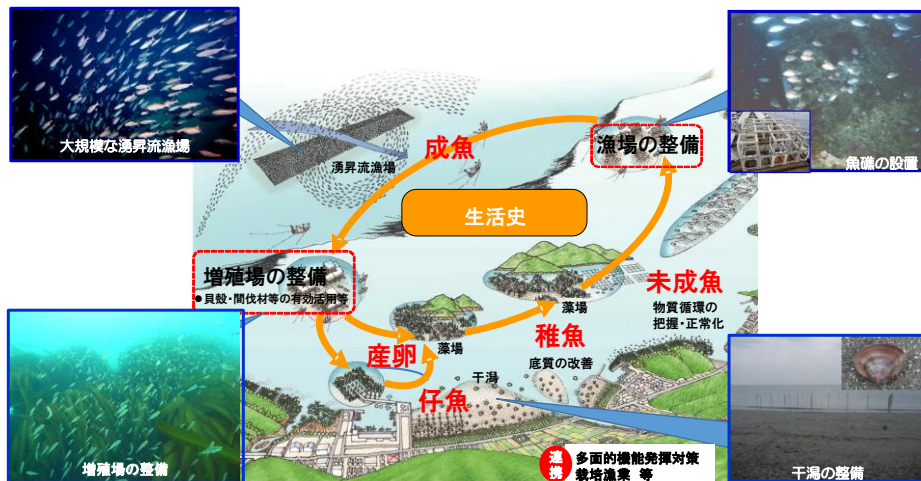 大規模な湧昇流漁場
湧昇流漁場
成魚
漁場の整備
魚礁の設置
生活史
増殖場の整備
●貝殻・間伐材等の有効活用等
藻場
未成魚
物質循環の
把握・正常化
藻場
稚魚
産卵
底質の改善
干潟
仔魚
増殖場の整備
連携
多面的機能発揮対策
栽培漁業 等
干潟の整備